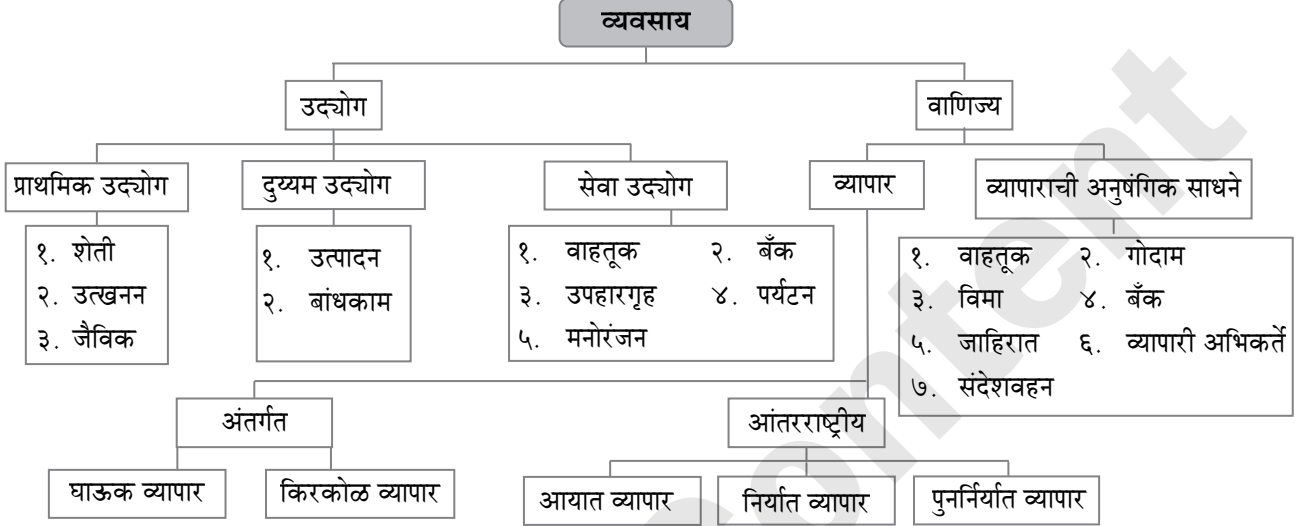 व्यवसाय
उद्योग
वाणिज्य
प्राथमिक उद्योग
दुय्यम उद्योग
सेवा उद्योग
व्यापार
व्यापाराची अनुषंगिक साधने
१. शेती
२. उत्खनन
३. जैविक
१. उत्पादन
२. बांधकाम
१. वाहतूक २. बँक
३. उपहारगृह ४. पर्यटन
५. मनोरंजन
१. वाहतूक २. गोदाम
३. विमा ४. बँक
५. जाहिरात ६. व्यापारी अभिकर्ते
७. संदेशवहन
अंतर्गत
आंतरराष्ट्रीय
घाऊक व्यापार
किरकोळ व्यापार
आयात व्यापार
निर्यात व्यापार
पुनर्निर्यात व्यापार